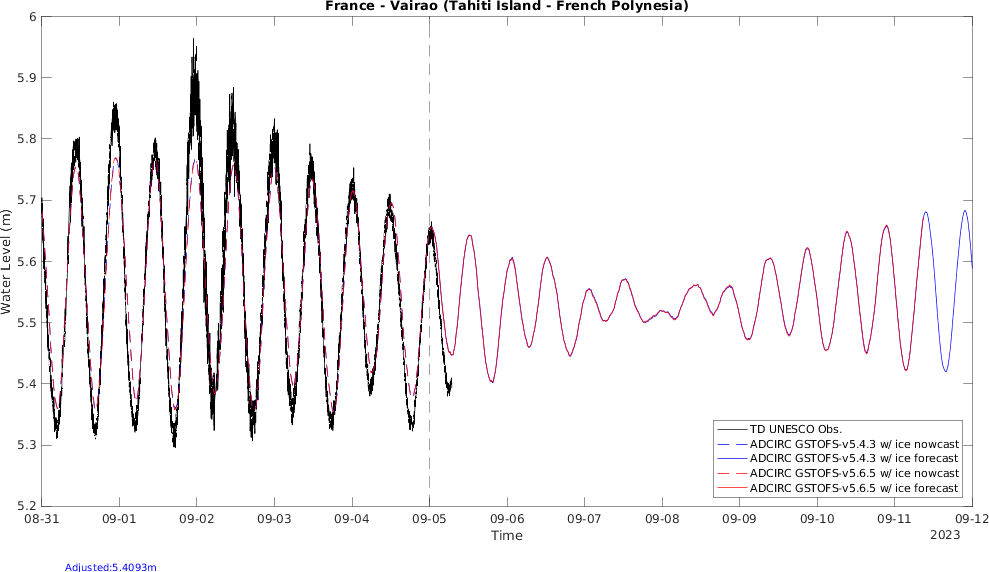 France - Vairao (Tahiti Island - French Polynesia)
6
5.9
5.8
5.7
5.6
5.5
5.4
5.3
5.2
Water Level (m)
08-31 09-01 09-02 09-03 09-04 09-05 09-06 09-07 09-08 09-09 09-10 09-11 09-12
Time
2023
TD UNESCO Obs.
ADCIRC GSTOFS-v5.4.3 w/ ice nowcast
ADCIRC GSTOFS-v5.4.3 w/ ice forecast
ADCIRC GSTOFS-v5.6.5 w/ ice nowcast
ADCIRC GSTOFS-v5.6.5 w/ ice forecast
Adjusted:5.4093m